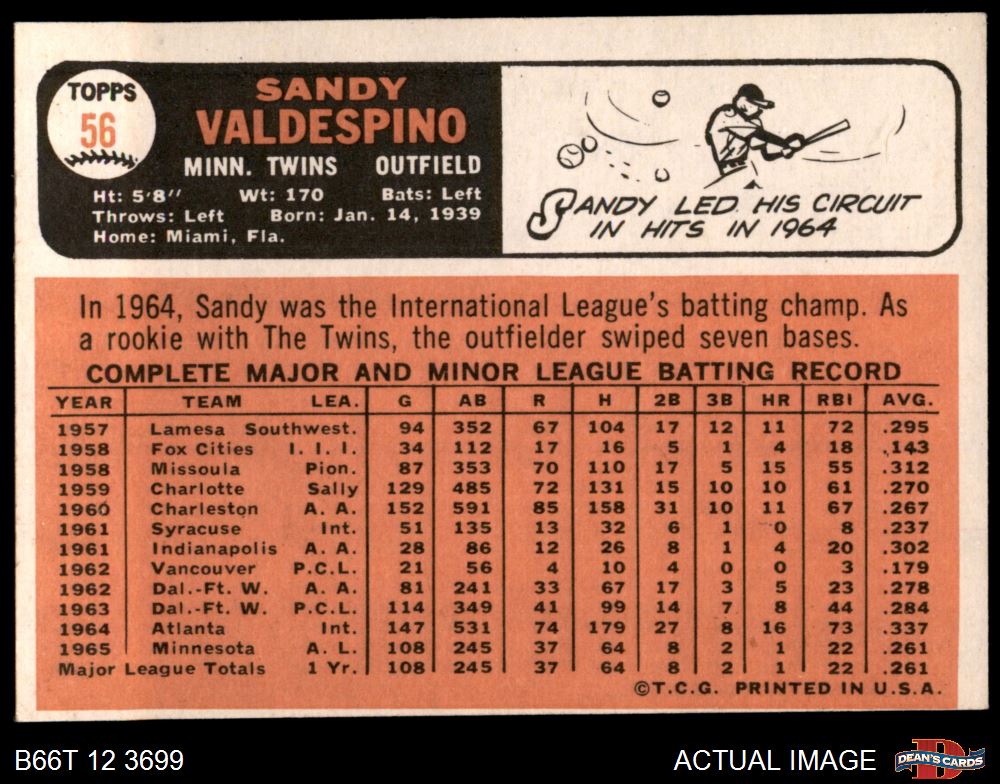 TOPPS
56
SANDY
VALDESPINO
MINN. TWINS OUTFIELD
Ht: 5'8" Wt: 170 Bats: Left
Throws: Left Born: Jan. 14, 1939
Home: Miami, Fla.
SANDY LED HIS CIRCUIT
IN HITS IN 1964
In 1964, Sandy was the International League's batting champ. As
a rookie with The Twins, the outfielder swiped seven bases.
COMPLETE MAJOR AND MINOR LEAGUE BATTING RECORD
YEAR TEAM LEA. G AB R H 2B 3B HR RBI AVG.
1957 Lamesa Southwest. 94 352 67 104 17 12 11 72 .295
1958 Fox Cities I. I. I. 34 112 17 16 5 1 4 18 .143
1958 Missoula Pion. 87 353 70 110 17 5 15 55 .312
1959 Charlotte Sally 129 485 72 131 15 10 10 61 .270
1960 Charleston A. A. 152 591 85 158 31 10 11 67 .267
1961 Syracuse Int. 51 135 13 32 6 1 0 8 .237
1961 Indianapolis A. A. 28 86 12 26 8 1 4 20 .302
1962 Vancouver P.C.L. 21 56 4 10 4 0 0 3 .179
1962 Dal.-Ft. W. A. A. 81 241 33 67 17 3 5 23 .278
1963 Dal.-Ft. W. P.C.L. 114 349 41 99 14 7 8 44 .284
1964 Atlanta Int. 147 531 74 179 27 8 16 73 .337
1965 Minnesota A. L. 108 245 37 64 8 2 1 22 .261
Major League Totals 1 Yr. 108 245 37 64 8 2 1 22 .261
©T.C.G. PRINTED IN U.S.A.
B66T 12 3699 ACTUAL IMAGE
DEAN'S CARDS